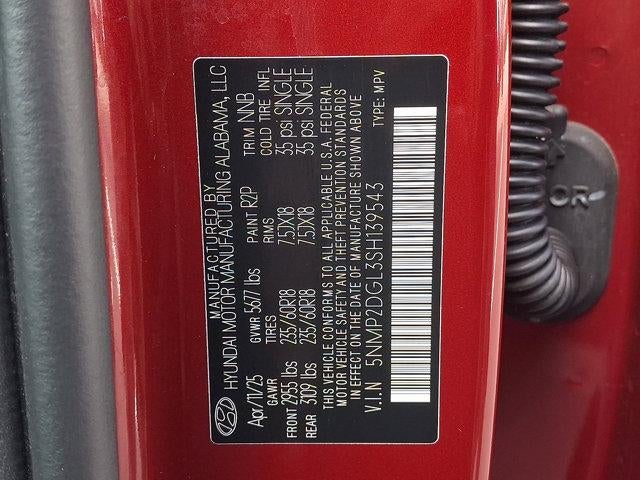 MANUFACTURED BY
HYUNDAI MOTOR MANUFACTURING ALABAMA, LLC
Apr/11/25 GVWR 5677 lbs PAINT R2P TRIM NNB
GAWR TIRES RIMS COLD TIRE INFL
FRONT 2955 lbs 235/60R18 7.5JX18 35 psi SINGLE
REAR 3109 lbs 235/60R18 7.5JX18 35 psi SINGLE
THIS VEHICLE CONFORMS TO ALL APPLICABLE U.S.A. FEDERAL
MOTOR VEHICLE SAFETY AND THEFT PREVENTION STANDARDS
IN EFFECT ON THE DATE OF MANUFACTURE SHOWN ABOVE
V.I.N 5NMP2DGL3SH139543 TYPE: MPV
OR